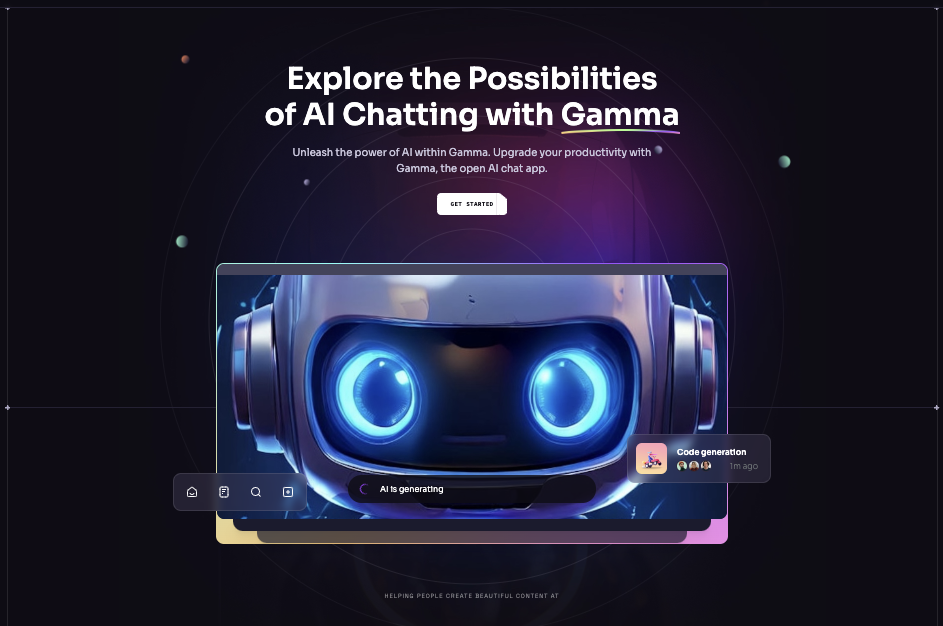 Explore the Possibilities
of AI Chatting with Gamma
Unleash the power of AI within Gamma. Upgrade your productivity with
Gamma, the open AI chat app.
GET STARTED
Code generation
1m ago
AI is generating
HELPING PEOPLE CREATE BEAUTIFUL CONTENT AT